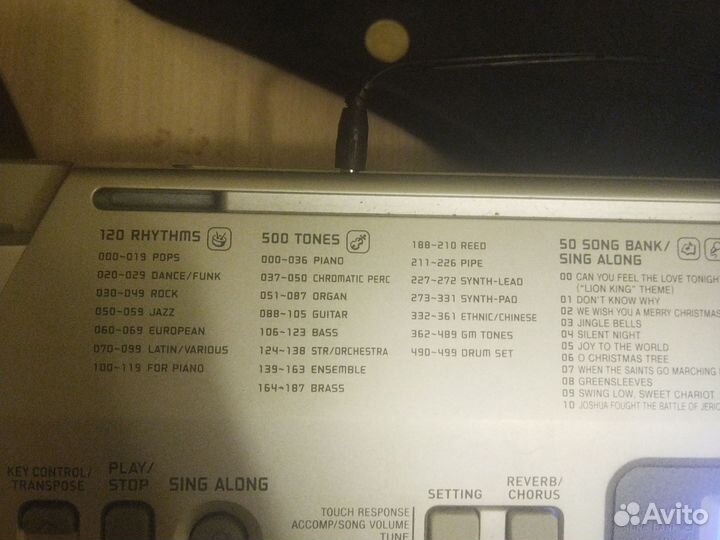 120 RHYTHMS
000-019 POPS
020-029 DANCE/FUNK
030-049 ROCK
050-059 JAZZ
060-069 EUROPEAN
070-099 LATIN/VARIOUS
100-119 FOR PIANO
500 TONES
000-036 PIANO
037-050 CHROMATIC PERC
051-087 ORGAN
088-105 GUITAR
106-123 BASS
124-138 STR/ORCHESTRA
139-163 ENSEMBLE
164-187 BRASS
188-210 REED
211-226 PIPE
227-272 SYNTH-LEAD
273-331 SYNTH-PAD
332-361 ETHNIC/CHINESE
362-489 GM TONES
490-499 DRUM SET
50 SONG BANK/
SING ALONG
00 CAN YOU FEEL THE LOVE TONIGHT
("LION KING" THEME)
01 DON'T KNOW WHY
02 WE WISH YOU A MERRY CHRISTMAS
03 JINGLE BELLS
04 SILENT NIGHT
05 JOY TO THE WORLD
06 O CHRISTMAS TREE
07 WHEN THE SAINTS GO MARCHING
08 GREENSLEEVES
09 SWING LOW, SWEET CHARIOT
10 JOSHUA FOUGHT THE BATTLE OF JERIC
KEY CONTROL/
TRANSPOSE
PLAY/
STOP
SING ALONG
TOUCH RESPONSE
ACCOMP/SONG VOLUME
TUNE
SETTING
REVERB/
CHORUS
Avito